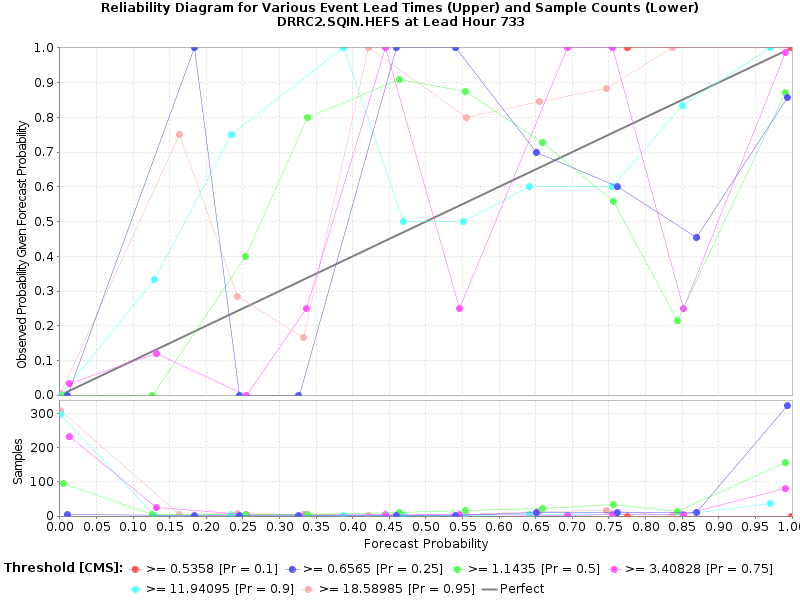 Reliability Diagram for Various Event Lead Times (Upper) and Sample Counts (Lower)
DRRC2.SQIN.HEFS at Lead Hour 733
Observed Probability Given Forecast Probability
1.0
0.9
0.8
0.7
0.6
0.5
0.4
0.3
0.2
0.1
0.0
Samples
300
200
100
0
0.00 0.05 0.10 0.15 0.20 0.25 0.30 0.35 0.40 0.45 0.50 0.55 0.60 0.65 0.70 0.75 0.80 0.85 0.90 0.95 1.00
Forecast Probability
Threshold [CMS]: >= 0.5358 [Pr = 0.1] >= 0.6565 [Pr = 0.25] >= 1.1435 [Pr = 0.5] >= 3.40828 [Pr = 0.75]
>= 11.94095 [Pr = 0.9] >= 18.58985 [Pr = 0.95] Perfect